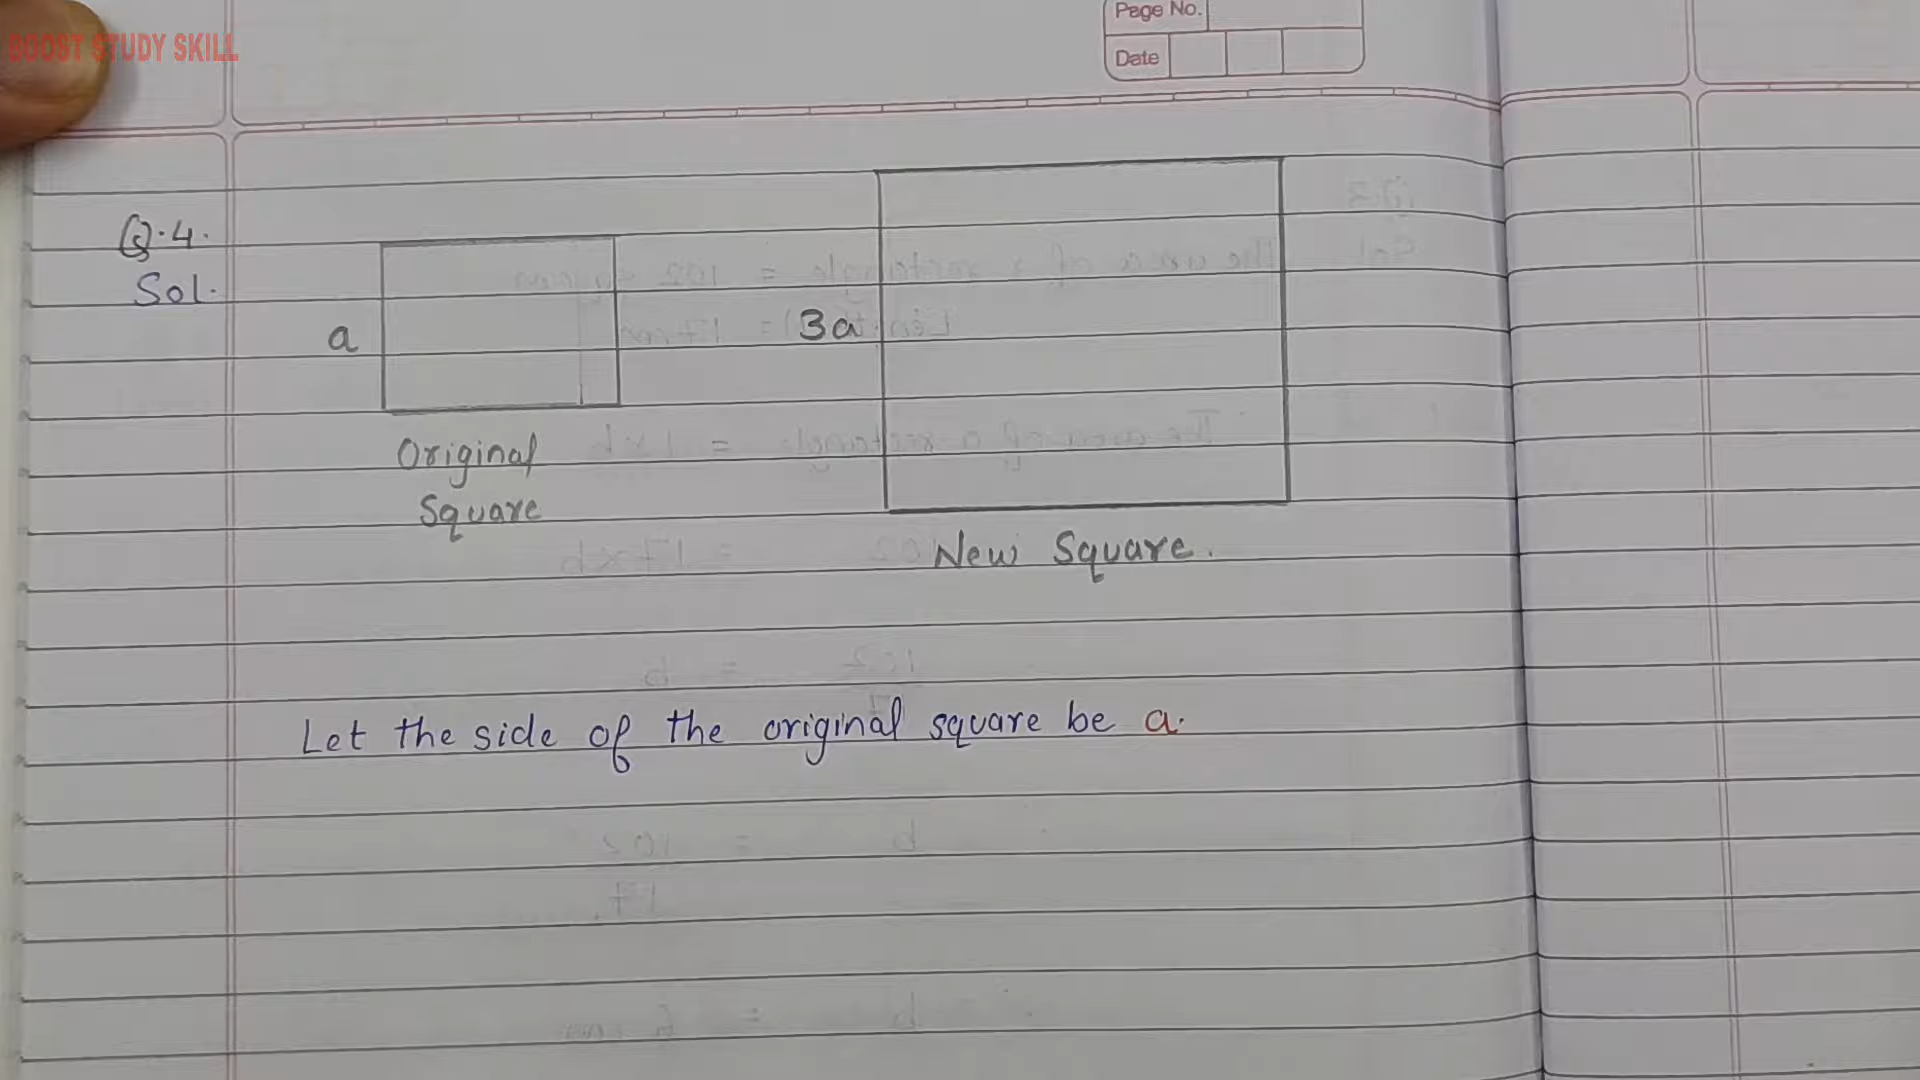 BOOST STUDY SKILL
Page No.
Date
Q.4.
Sol.
a
3a
Original
Square
New Square.
Let the side of the original square be a.